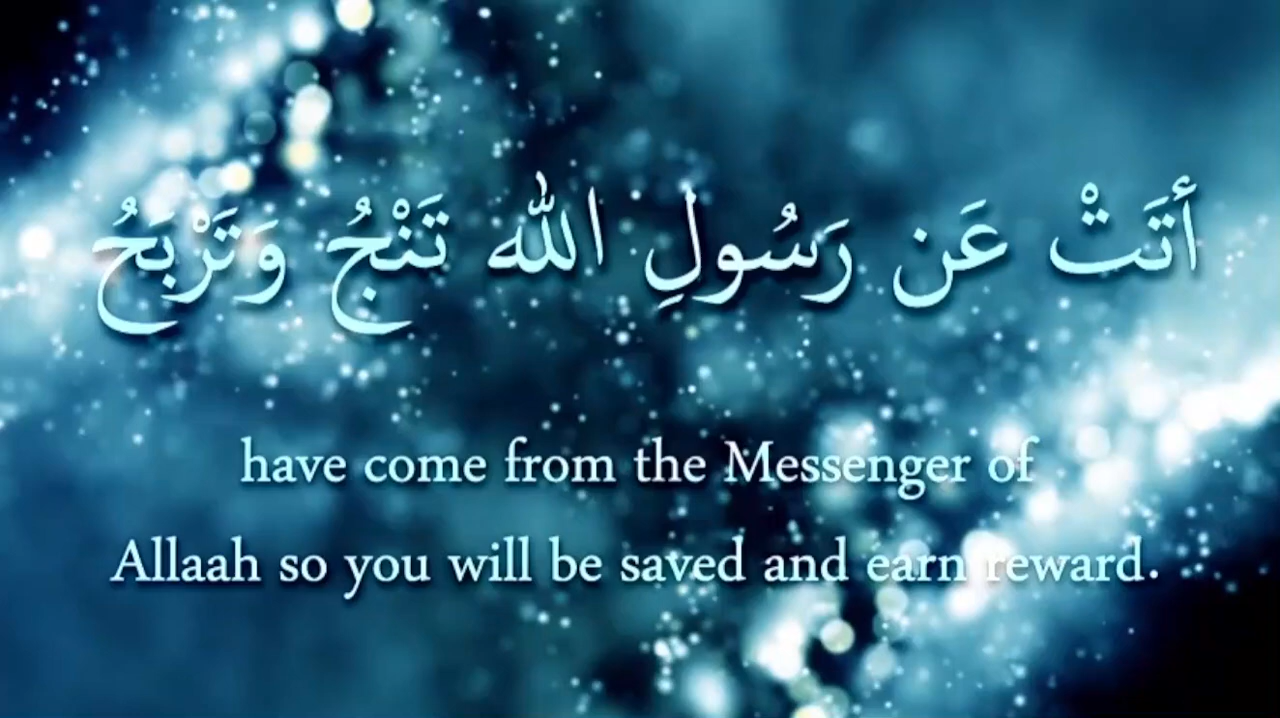 أَتَتْ عَن رَسُولِ الله تَنْجُ وَتَرْبَحُ
have come from the Messenger of
Allaah so you will be saved and earn reward.